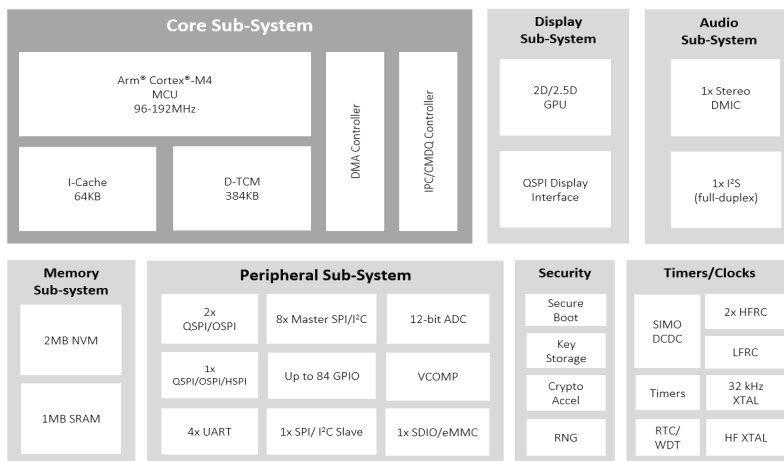 Core Sub-System
Arm® Cortex®-M4
MCU
96-192MHz
I-Cache
64KB
D-TCM
384KB
DMA Controller
IPC/CMDQ Controller
Display
Sub-System
2D/2.5D
GPU
QSPI Display
Interface
Audio
Sub-System
1x Stereo
DMIC
1x I²S
(full-duplex)
Memory
Sub-system
2MB NVM
1MB SRAM
Peripheral Sub-System
2x
QSPI/OSPI
8x Master SPI/I²C
12-bit ADC
1x
QSPI/OSPI/HSPI
Up to 84 GPIO
VCOMP
4x UART
1x SPI/ I²C Slave
1x SDIO/eMMC
Security
Secure
Boot
Key
Storage
Crypto
Accel
RNG
Timers/Clocks
SIMO
DCDC
2x HFRC
LFRC
Timers
32 kHz
XTAL
RTC/
WDT
HF XTAL